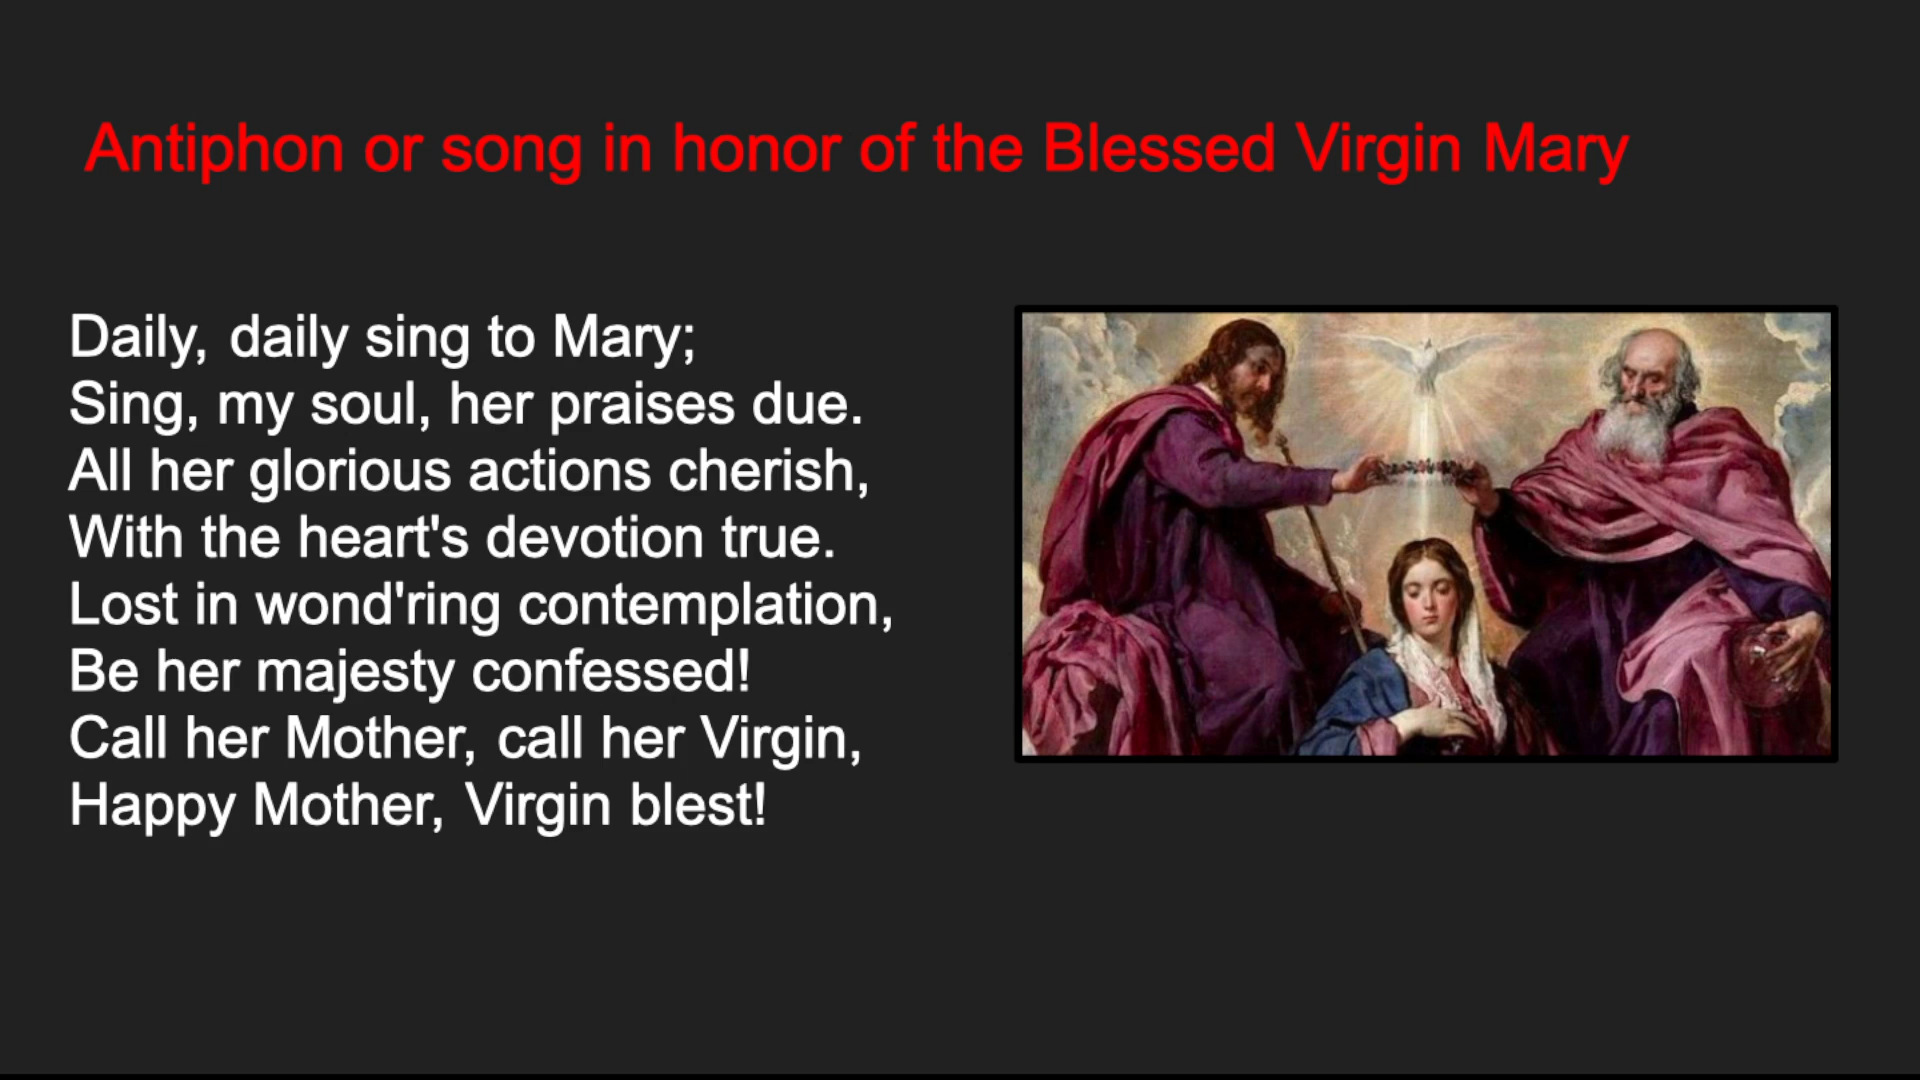 Antiphon or song in honor of the Blessed Virgin Mary
Daily, daily sing to Mary;
Sing, my soul, her praises due.
All her glorious actions cherish,
With the heart's devotion true.
Lost in wond'ring contemplation,
Be her majesty confessed!
Call her Mother, call her Virgin,
Happy Mother, Virgin blest!